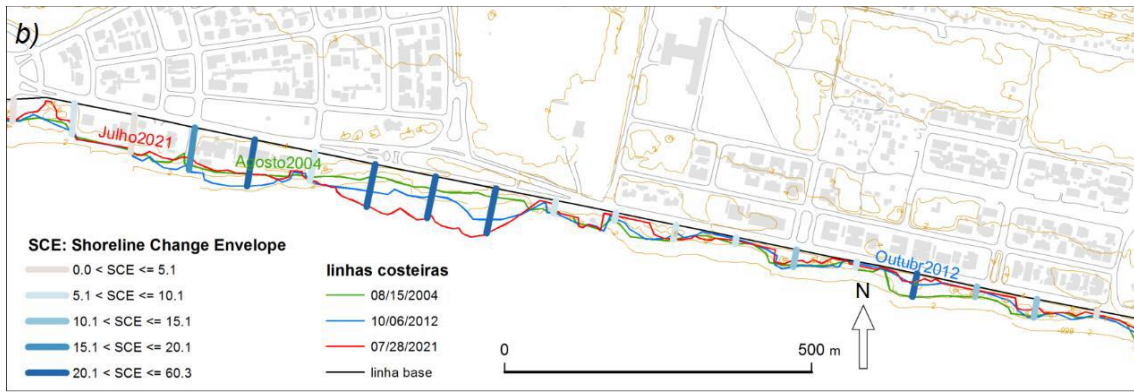 b)
Julho2021
Agosto2004
Outubr2012
SCE: Shoreline Change Envelope
0.0 < SCE <= 5.1
5.1 < SCE <= 10.1
10.1 < SCE <= 15.1
15.1 < SCE <= 20.1
20.1 < SCE <= 60.3
linhas costeiras
08/15/2004
10/06/2012
07/28/2021
linha base
N
0 500 m